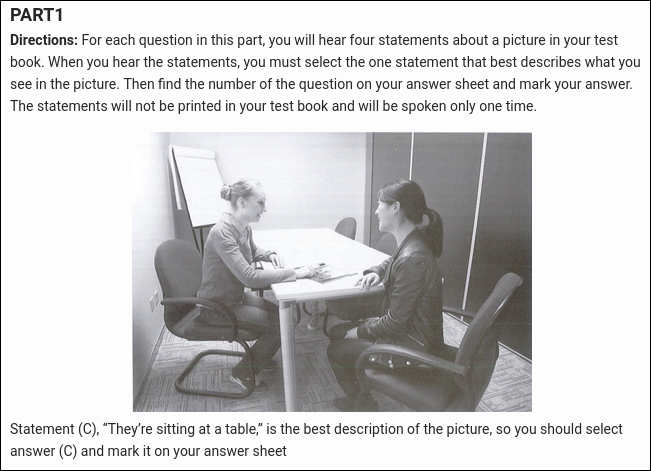 PART1
Directions: For each question in this part, you will hear four statements about a picture in your test
book. When you hear the statements, you must select the one statement that best describes what you
see in the picture. Then find the number of the question on your answer sheet and mark your answer.
The statements will not be printed in your test book and will be spoken only one time.
Statement (C), “They’re sitting at a table,” is the best description of the picture, so you should select
answer (C) and mark it on your answer sheet